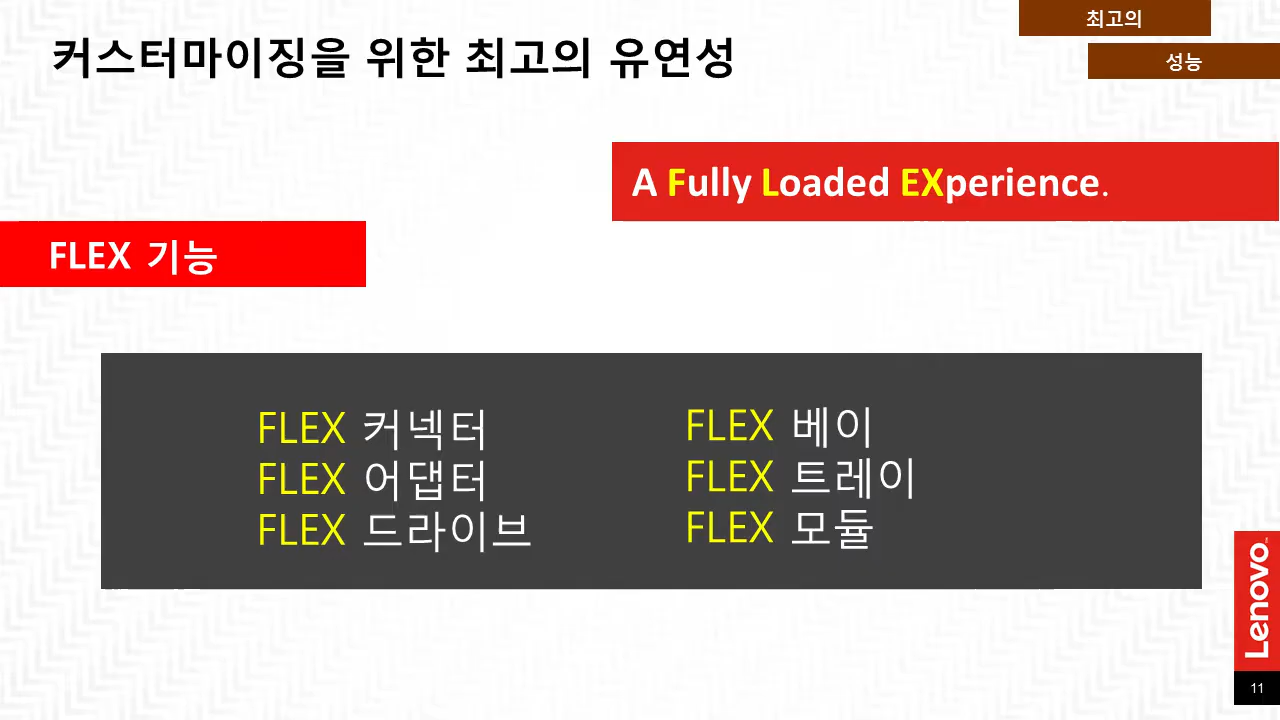 최고의
커스터마이징을 위한 최고의 유연성
성능
A Fully Loaded EXperience.
FLEX 기능
FLEX 커넥터
FLEX 어댑터
FLEX 드라이브
FLEX 베이
FLEX 트레이
FLEX 모듈
Lenovo
11